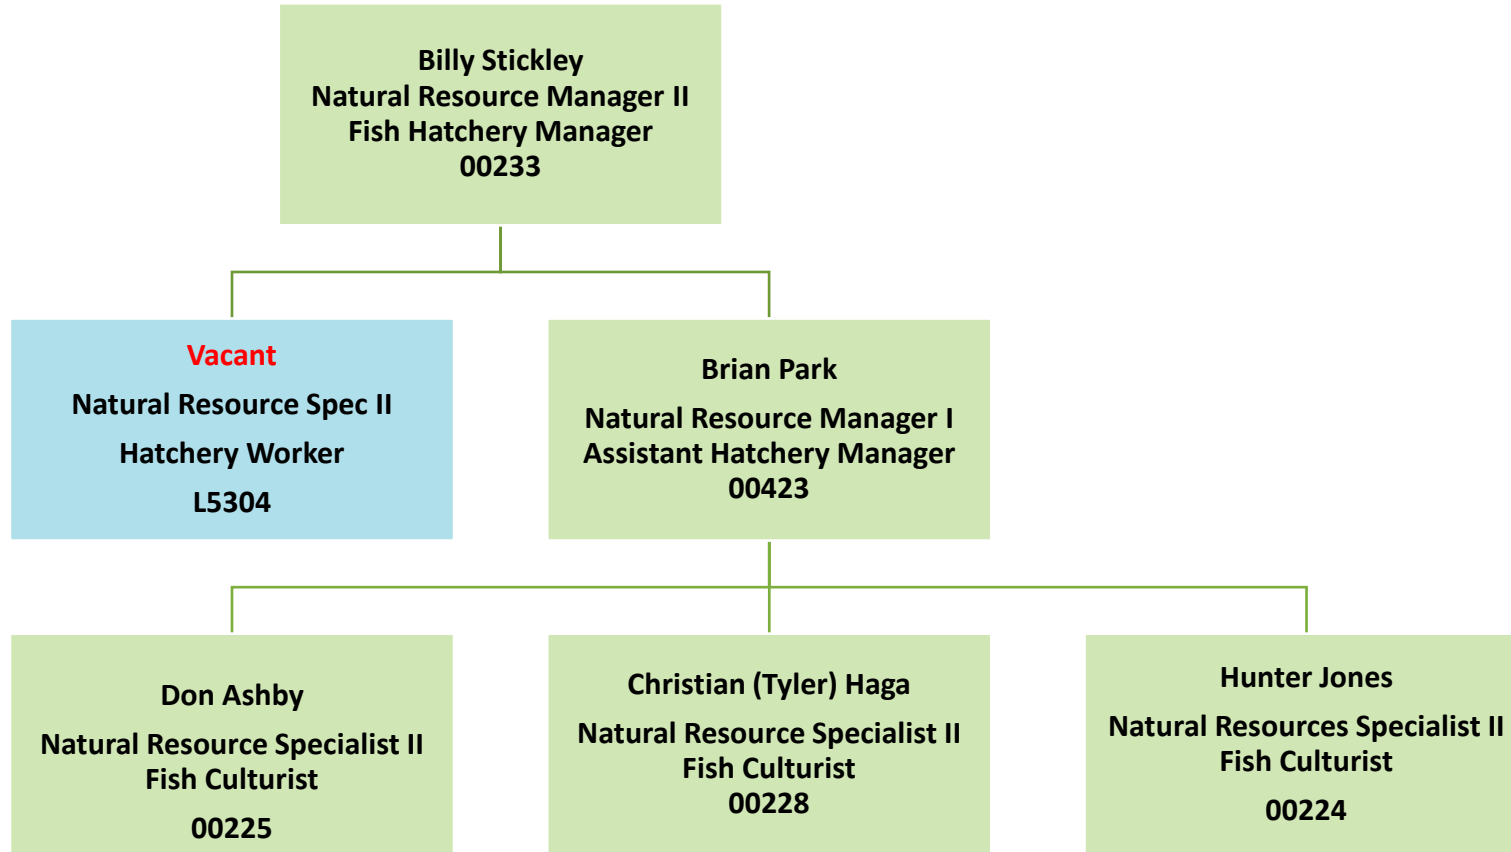 Billy Stickley
Natural Resource Manager II
Fish Hatchery Manager
00233
Vacant
Natural Resource Spec II
Hatchery Worker
L5304
Brian Park
Natural Resource Manager I
Assistant Hatchery Manager
00423
Don Ashby
Natural Resource Specialist II
Fish Culturist
00225
Christian (Tyler) Haga
Natural Resource Specialist II
Fish Culturist
00228
Hunter Jones
Natural Resources Specialist II
Fish Culturist
00224